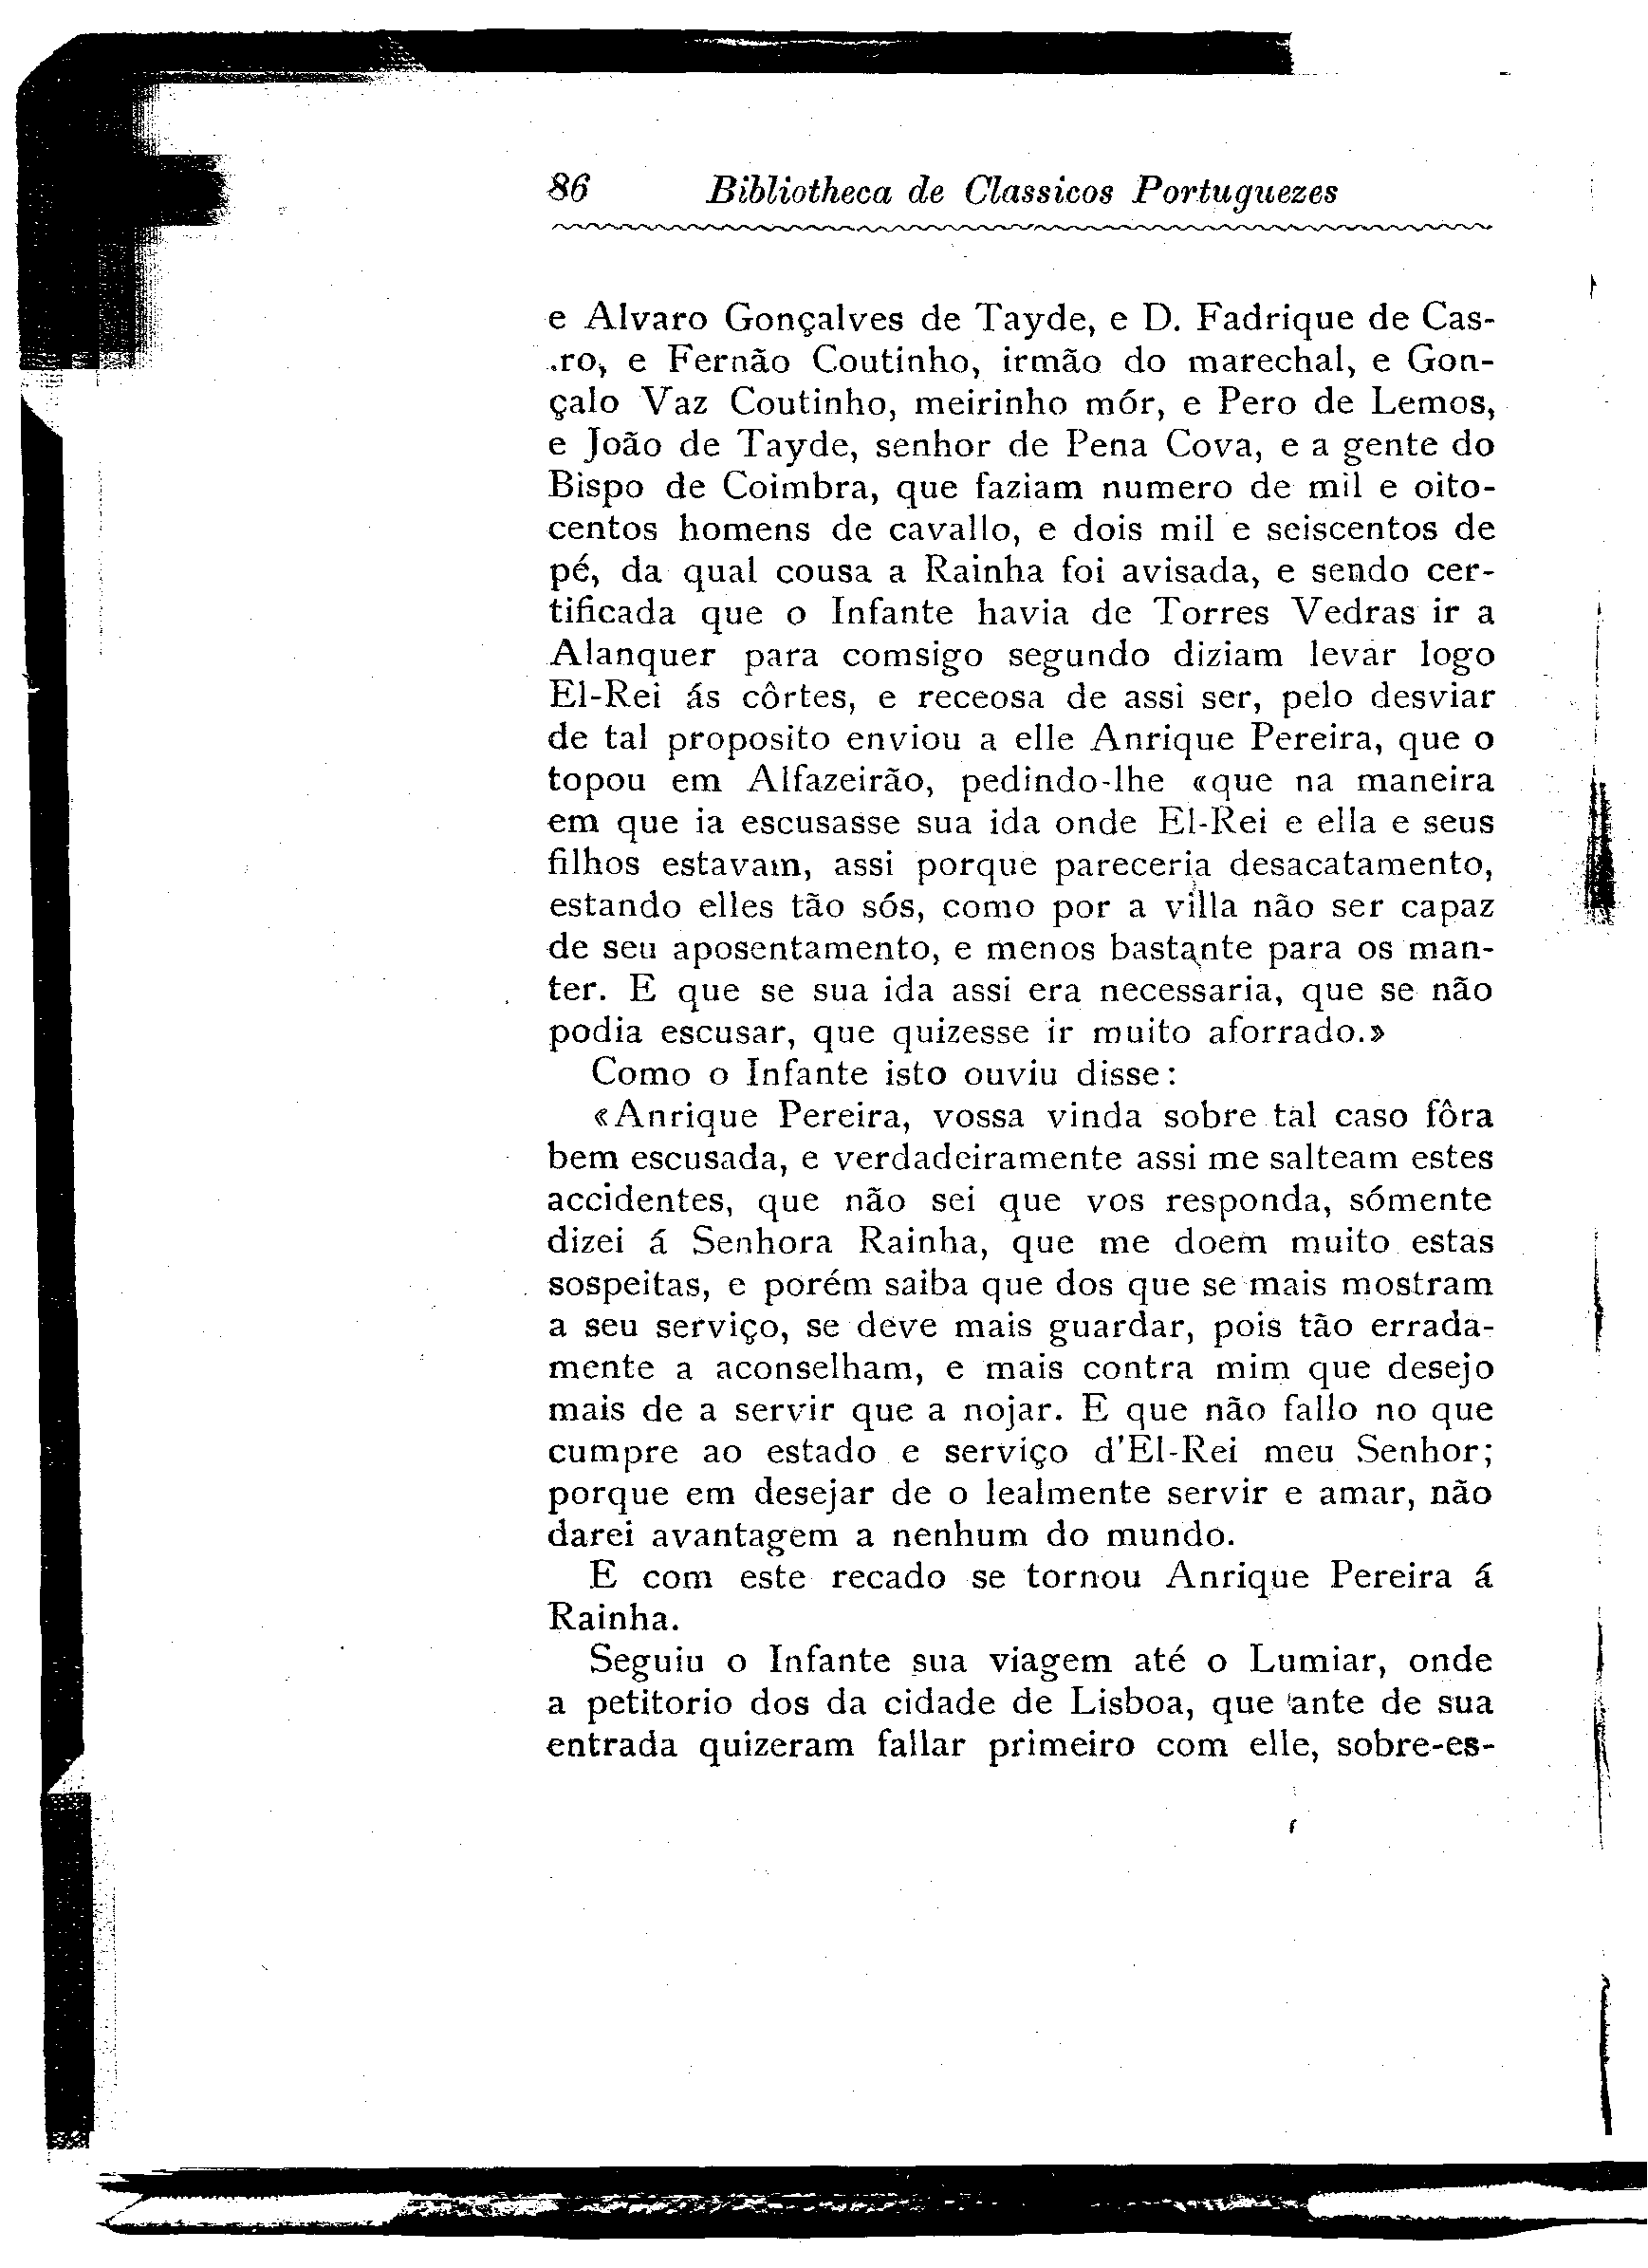 86 Bibliotheca de Classicos Portuguezes
e Alvaro Gonçalves de Tayde, e D. Fadrique de Cas-
.ro, e Fernão Coutinho, irmão do marechal, e Gon-
çalo Vaz Coutinho, meirinho mór, e Pero de Lemos,
e João de Tayde, senhor de Pena Cova, e a gente do
Bispo de Coimbra, que faziam numero de mil e oito-
centos homens de cavallo, e dois mil e seiscentos de
pé, da qual cousa a Rainha foi avisada, e sendo cer-
tificada que o Infante havia de Torres Vedras ir a
Alanquer para comsigo segundo diziam levar logo
El-Rei ás côrtes, e receosa de assi ser, pelo desviar
de tal proposito enviou a elle Anrique Pereira, que o
topou em Alfazeirão, pedindo-lhe «que na maneira
em que ia escusasse sua ida onde El-Rei e ella e seus
filhos estavam, assi porque pareceria desacatamento,
estando elles tão sós, como por a villa não ser capaz
de seu aposentamento, e menos bastante para os man-
ter. E que se sua ida assi era necessaria, que se não
podia escusar, que quizesse ir muito aforrado.»
Como o Infante isto ouviu disse:
«Anrique Pereira, vossa vinda sobre tal caso fôra
bem escusada, e verdadeiramente assi me salteam estes
accidentes, que não sei que vos responda, sómente
dizei á Senhora Rainha, que me doem muito estas
sospeitas, e porém saiba que dos que se mais mostram
a seu serviço, se deve mais guardar, pois tão errada-
mente a aconselham, e mais contra mim que desejo
mais de a servir que a nojar. E que não fallo no que
cumpre ao estado e serviço d'El-Rei meu Senhor;
porque em desejar de o lealmente servir e amar, não
darei avantagem a nenhum do mundo.
E com este recado se tornou Anrique Pereira á
Rainha.
Seguiu o Infante sua viagem até o Lumiar, onde
a petitorio dos da cidade de Lisboa, que ante de sua
entrada quizeram fallar primeiro com elle, sobre-es-